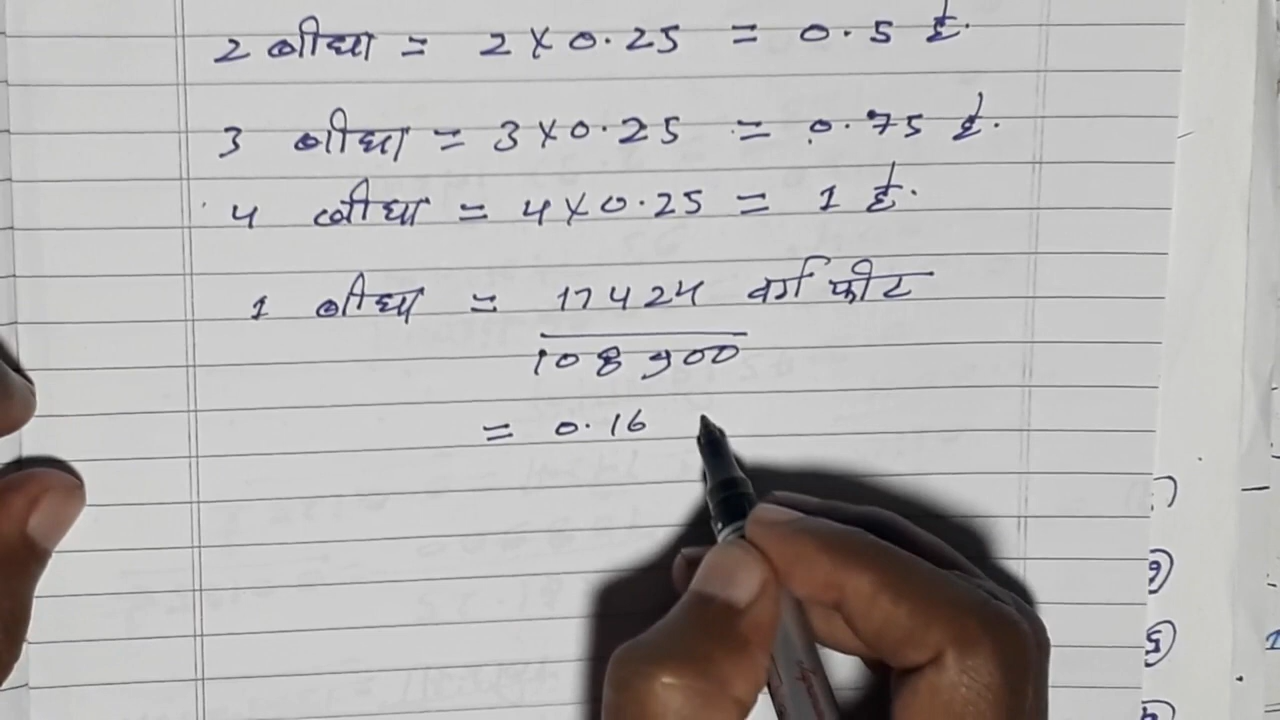 2 बीघा = 2 × 0.25 = 0.5 हे.
3 बीघा = 3 × 0.25 = 0.75 हे.
4 बीघा = 4 × 0.25 = 1 हे.
1 बीघा = 17424 वर्ग फीट
108900
= 0.16